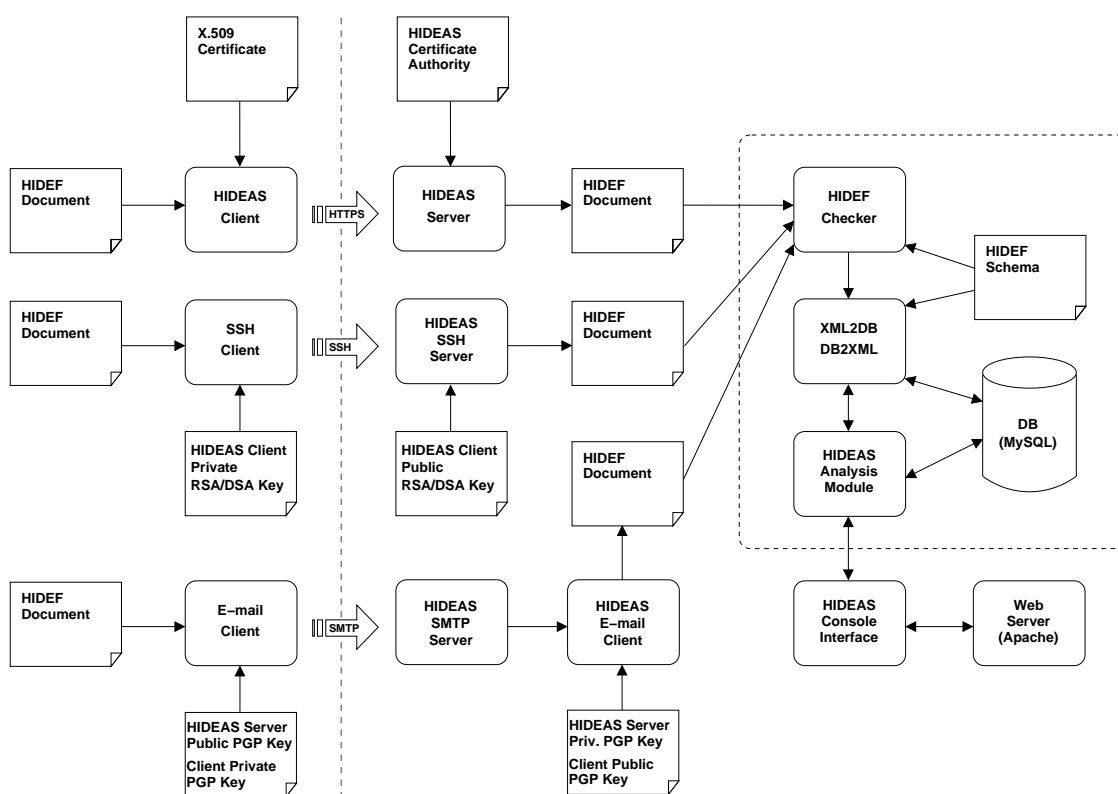 X.509
Certificate
HIDEAS
Certificate
Authority
HIDEF
Document
HIDEAS
Client
HTTPS
HIDEAS
Server
HIDEF
Document
HIDEF
Checker
HIDEF
Schema
HIDEF
Document
SSH
Client
SSH
HIDEAS
SSH
Server
HIDEF
Document
XML2DB
DB2XML
DB
(MySQL)
HIDEAS Client
Private
RSA/DSA Key
HIDEAS Client
Public
RSA/DSA Key
HIDEF
Document
HIDEAS
Analysis
Module
HIDEF
Document
E−mail
Client
SMTP
HIDEAS
SMTP
Server
HIDEAS
E−mail
Client
HIDEAS
Console
Interface
Web
Server
(Apache)
HIDEAS Server
Public PGP Key
Client Private
PGP Key
HIDEAS Server
Priv. PGP Key
Client Public
PGP Key